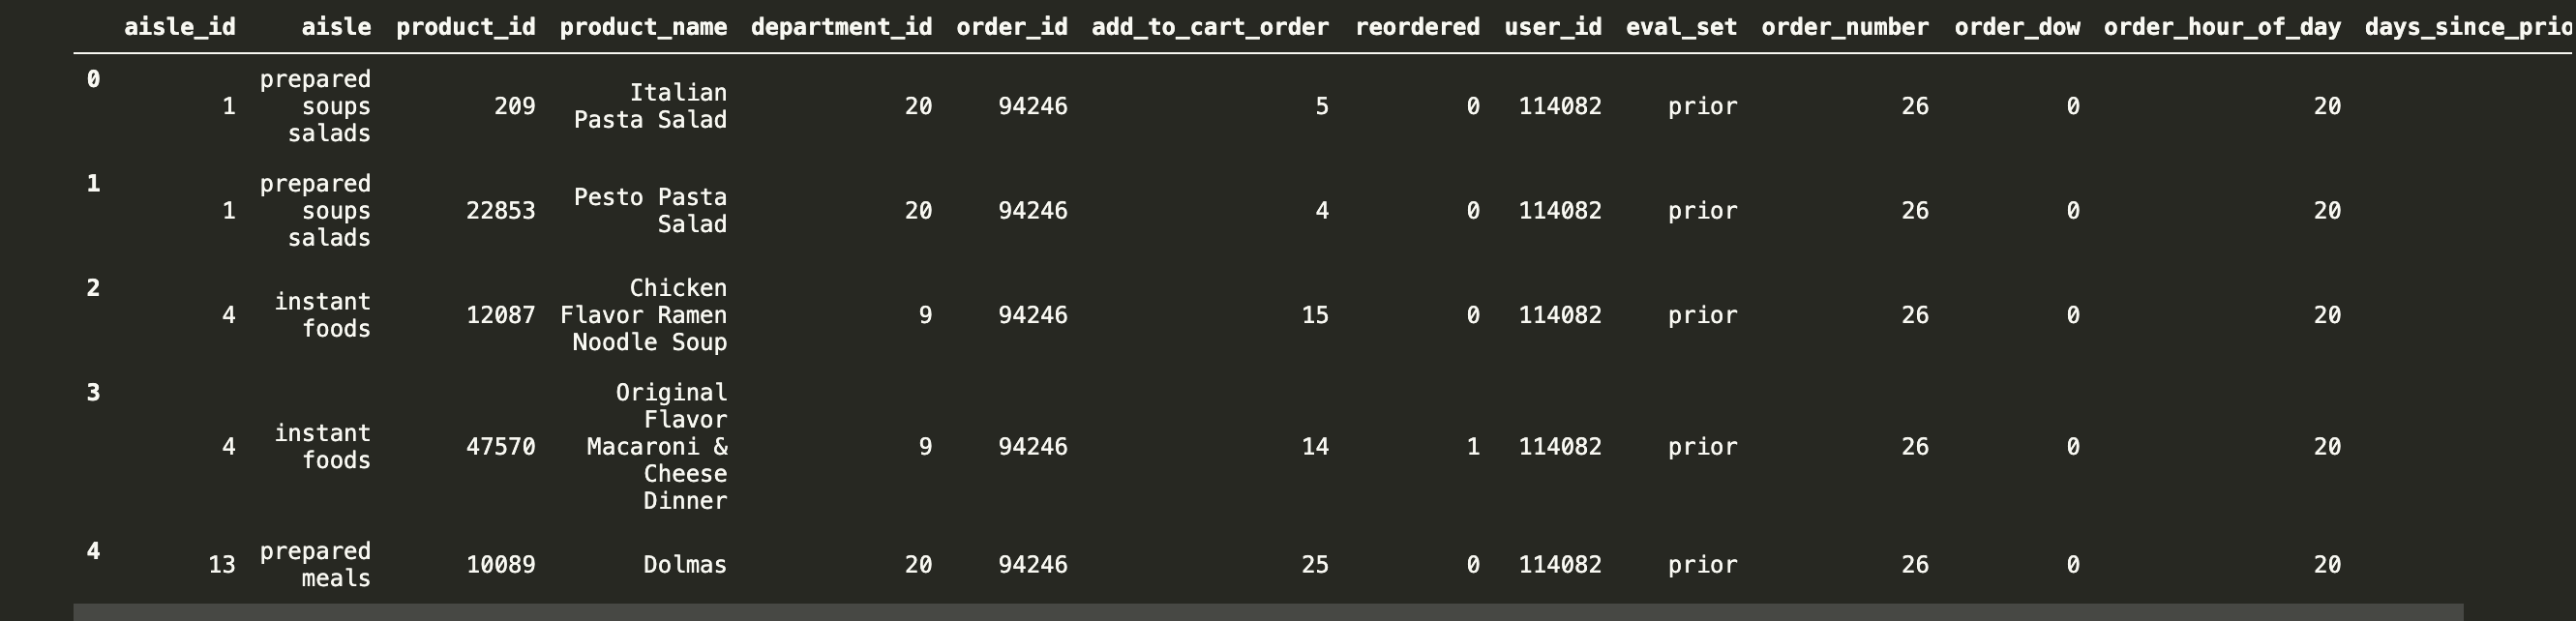 aisle_id aisle product_id product_name department_id order_id add_to_cart_order reordered user_id eval_set order_number order_dow order_hour_of_day days_since_prio
0 1 prepared soups salads 209 Italian Pasta Salad 20 94246 5 0 114082 prior 26 0 20
1 1 prepared soups salads 22853 Pesto Pasta Salad 20 94246 4 0 114082 prior 26 0 20
2 4 instant foods 12087 Chicken Flavor Ramen Noodle Soup 9 94246 15 0 114082 prior 26 0 20
3 4 instant foods 47570 Original Flavor Macaroni & Cheese Dinner 9 94246 14 1 114082 prior 26 0 20
4 13 prepared meals 10089 Dolmas 20 94246 25 0 114082 prior 26 0 20